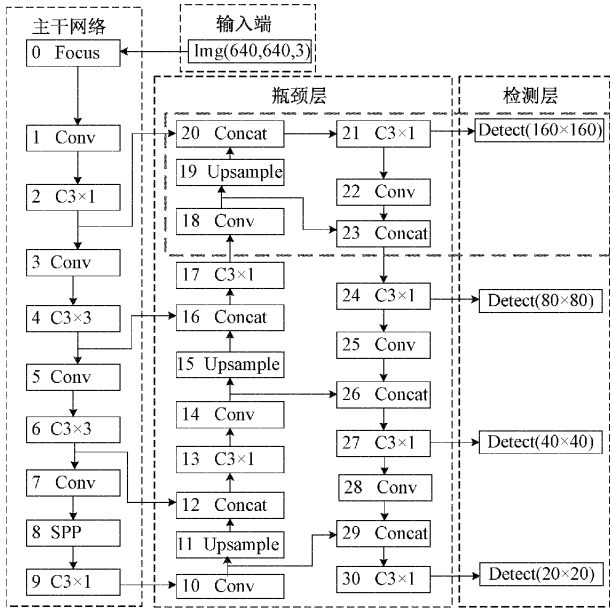 主干网络
0 Focus
1 Conv
2 C3×1
3 Conv
4 C3×3
5 Conv
6 C3×3
7 Conv
8 SPP
9 C3×1
输入端
Img(640,640,3)
瓶颈层
20 Concat
19 Upsample
18 Conv
17 C3×1
16 Concat
15 Upsample
14 Conv
13 C3×1
12 Concat
11 Upsample
10 Conv
21 C3×1
22 Conv
23 Concat
24 C3×1
25 Conv
26 Concat
27 C3×1
28 Conv
29 Concat
30 C3×1
检测层
Detect(160×160)
Detect(80×80)
Detect(40×40)
Detect(20×20)